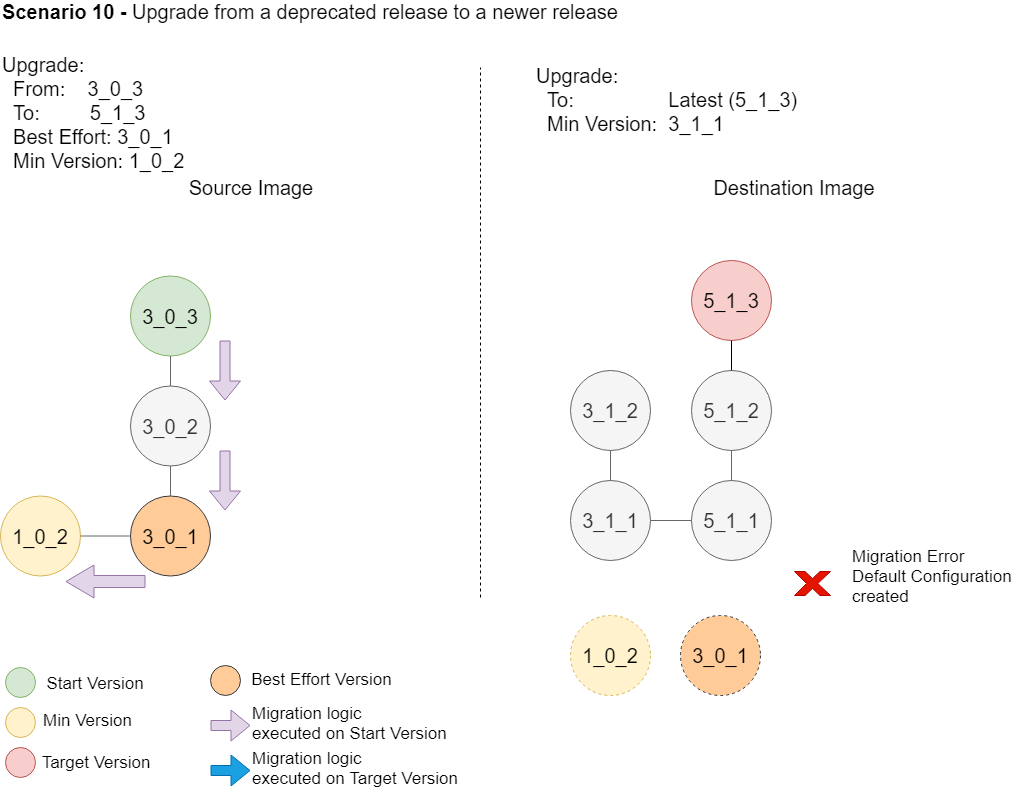 Scenario 10 - Upgrade from a deprecated release to a newer release
Upgrade:
From: 3_0_3
To: 5_1_3
Best Effort: 3_0_1
Min Version: 1_0_2
Source Image
Upgrade:
To: Latest (5_1_3)
Min Version: 3_1_1
Destination Image
3_0_3
3_0_2
1_0_2
3_0_1
5_1_3
3_1_2
5_1_2
3_1_1
5_1_1
Migration Error
Default Configuration
created
1_0_2
3_0_1
Start Version
Min Version
Target Version
Best Effort Version
Migration logic
executed on Start Version
Migration logic
executed on Target Version